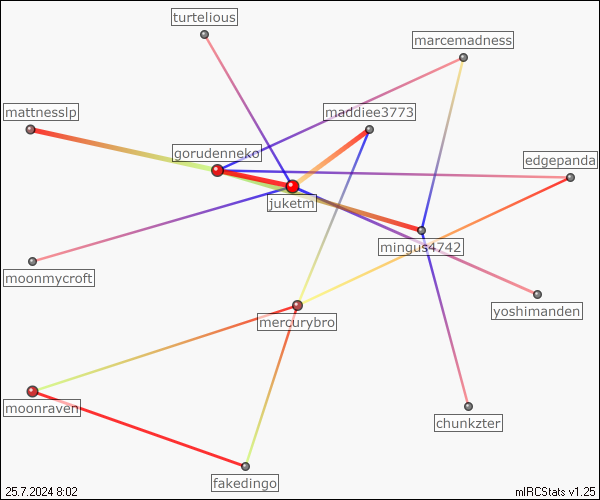 turtelious
marcemadness
mattnesslp
maddiee3773
gorudenneko
edgepanda
juketm
mingus4742
moonmycroft
yoshimanden
mercurybro
moonraven
chunkzter
fakedingo
25.7.2024 8:02
mIRCStats v1.25